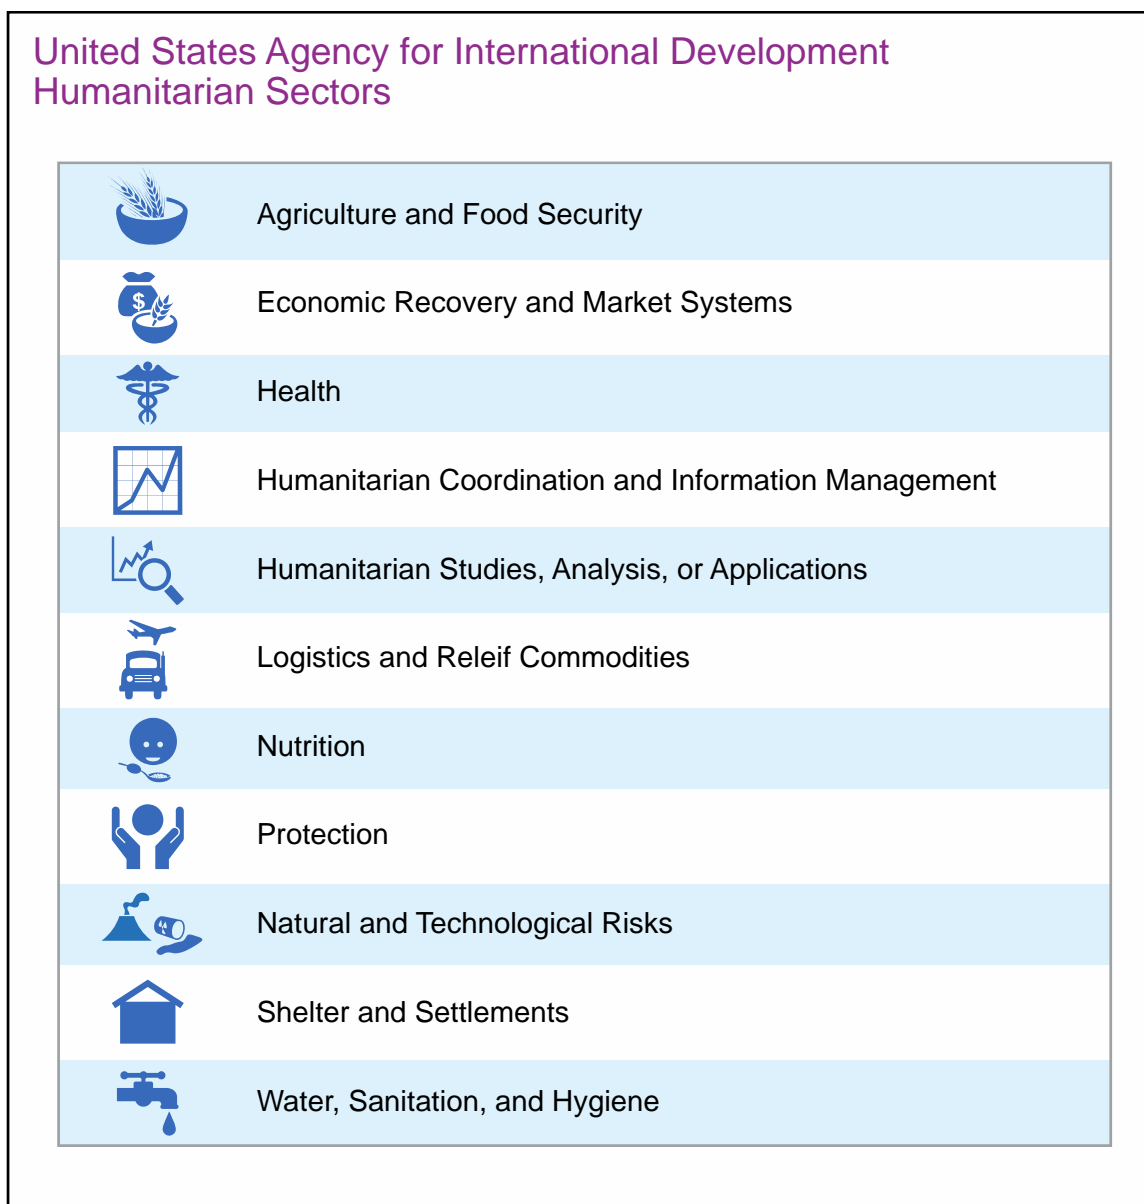 United States Agency for International Development
Humanitarian Sectors
Agriculture and Food Security
$
Economic Recovery and Market Systems
Health
Humanitarian Coordination and Information Management
Humanitarian Studies, Analysis, or Applications
Logistics and Releif Commodities
Nutrition
Protection
Natural and Technological Risks
Shelter and Settlements
Water, Sanitation, and Hygiene